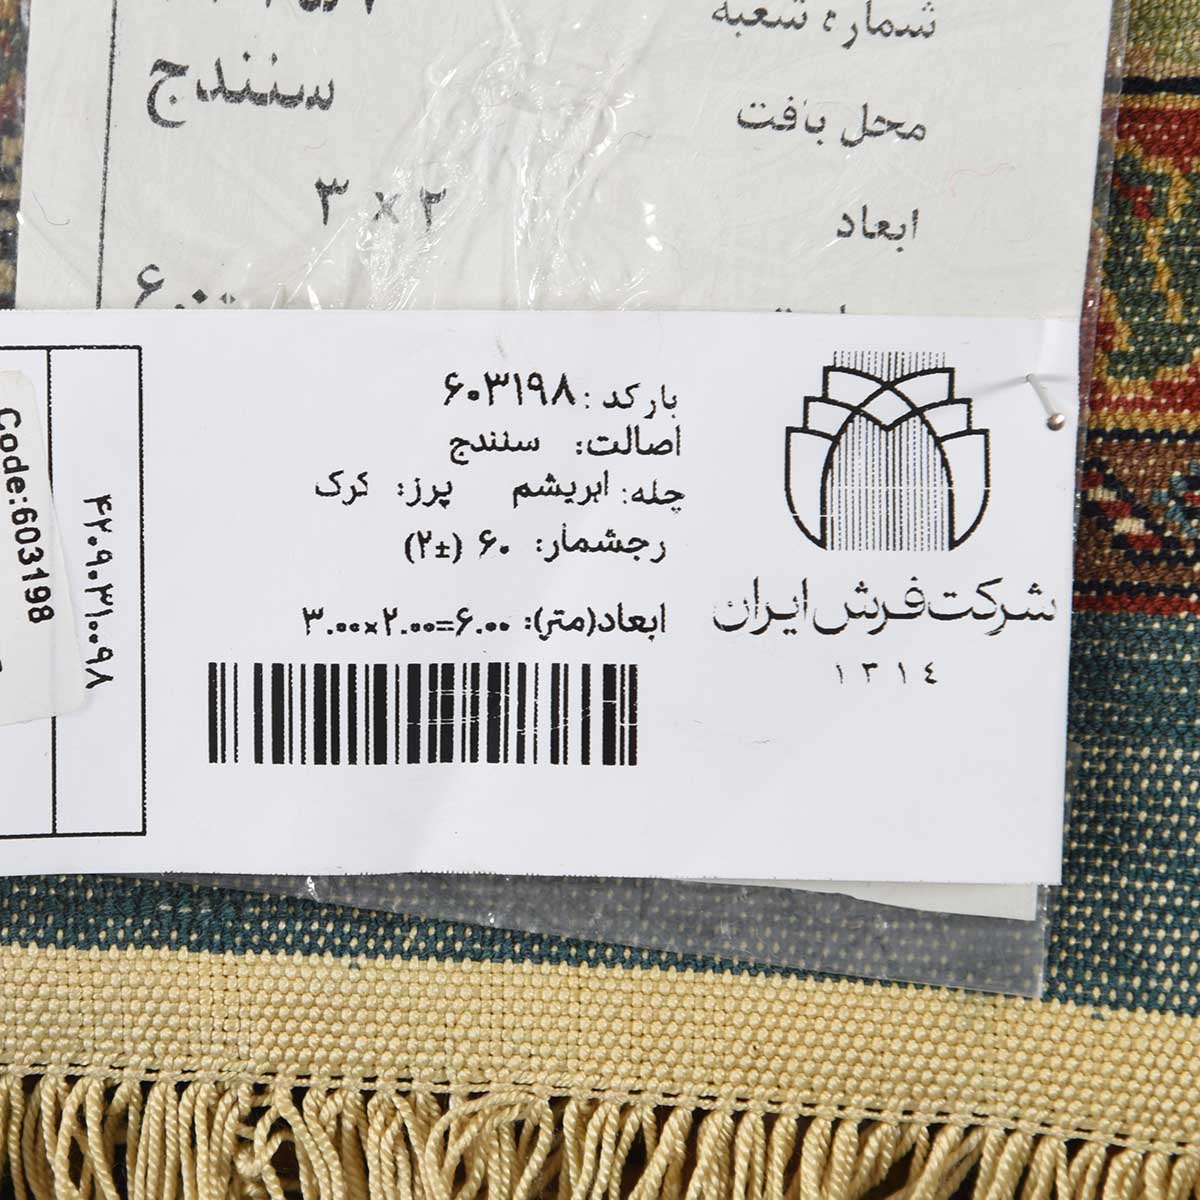 شماره شعبه
محل بافت سنندج
ابعاد ۲ × ۳
بارکد : ۶۰۳۱۹۸
اصالت: سنندج
چله: ابریشم پرز: کرک
رجشمار: ۶۰ (±۲)
ابعاد(متر): ۳.۰۰×۲.۰۰=۶.۰۰
شرکت فرش ایران
۱۳۱٤
۴۲۰۹۰۳۱۰۰۹۸
Code:603198